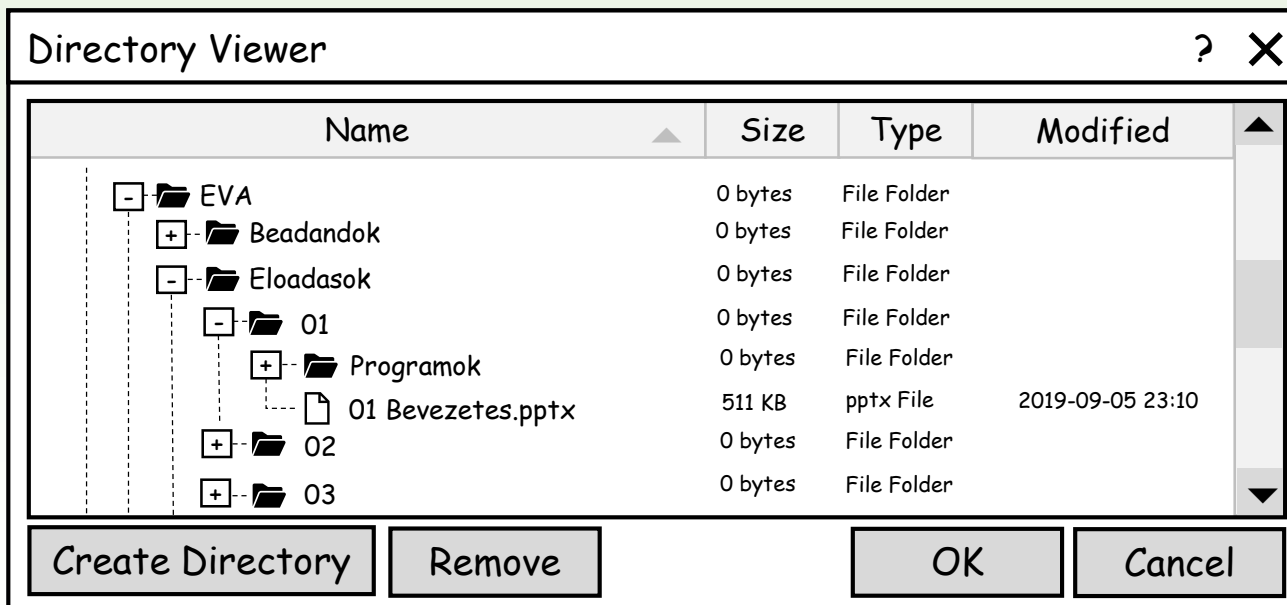 Directory Viewer ?
Name Size Type Modified
- EVA 0 bytes File Folder
+ Beadandok 0 bytes File Folder
- Eloadasok 0 bytes File Folder
- 01 0 bytes File Folder
+ Programok 0 bytes File Folder
01 Bevezetes.pptx 511 KB pptx File 2019-09-05 23:10
+ 02 0 bytes File Folder
+ 03 0 bytes File Folder
Create Directory Remove OK Cancel